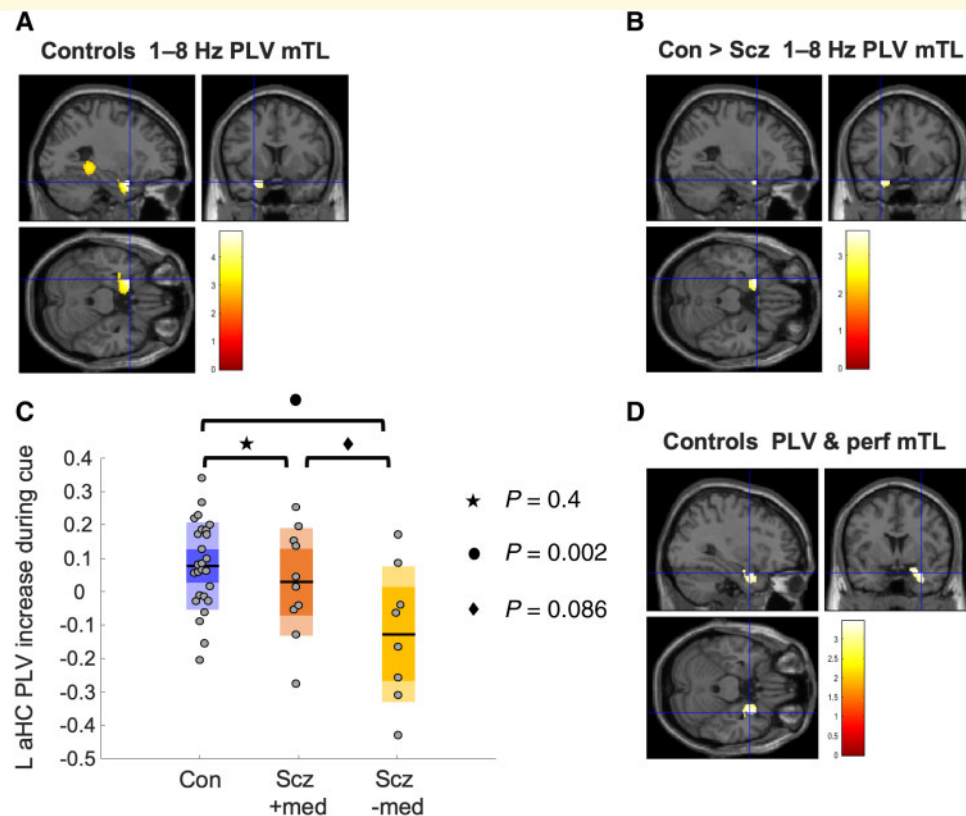 A
Controls 1–8 Hz PLV mTL
4
3
2
1
0
B
Con > Scz 1–8 Hz PLV mTL
3
2
1
0
C
L aHC PLV increase during cue
0.4
0.3
0.2
0.1
0
-0.1
-0.2
-0.3
-0.4
-0.5
Con
Scz
+med
Scz
-med
★ P = 0.4
● P = 0.002
♦ P = 0.086
D
Controls PLV & perf mTL
3
2.5
2
1.5
1
0.5
0